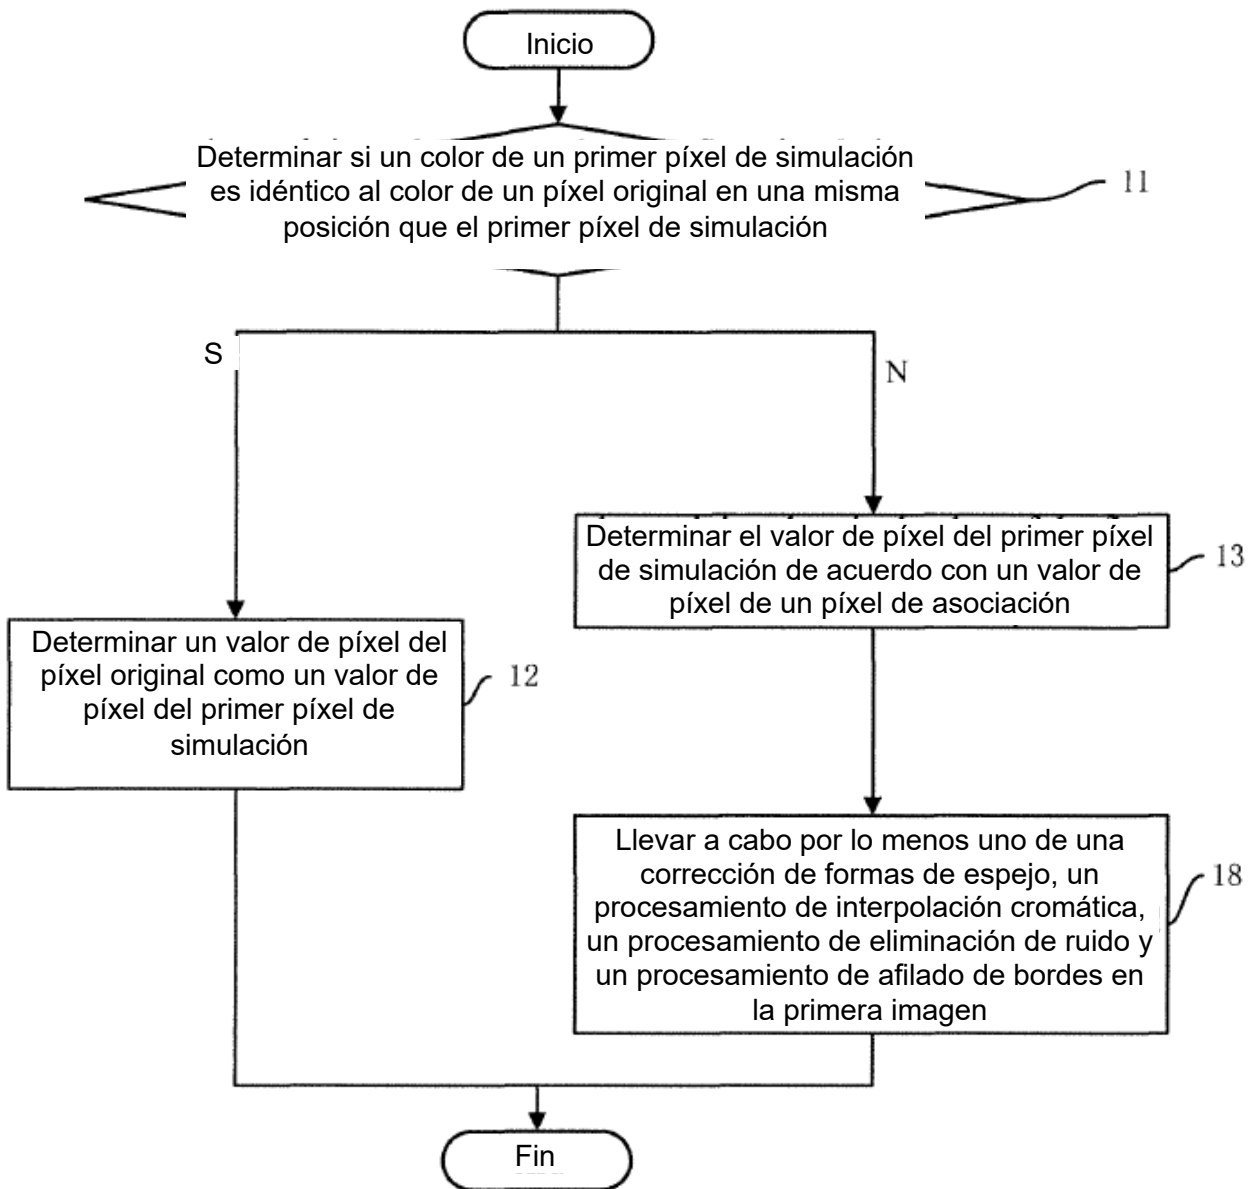 Inicio
Determinar si un color de un primer píxel de simulación
es idéntico al color de un píxel original en una misma
posición que el primer píxel de simulación
11
S
N
Determinar el valor de píxel del primer píxel
de simulación de acuerdo con un valor de
píxel de un píxel de asociación
13
Determinar un valor de píxel del
píxel original como un valor de
píxel del primer píxel de
simulación
12
Llevar a cabo por lo menos uno de una
corrección de formas de espejo, un
procesamiento de interpolación cromática,
un procesamiento de eliminación de ruido y
un procesamiento de afilado de bordes en
la primera imagen
18
Fin